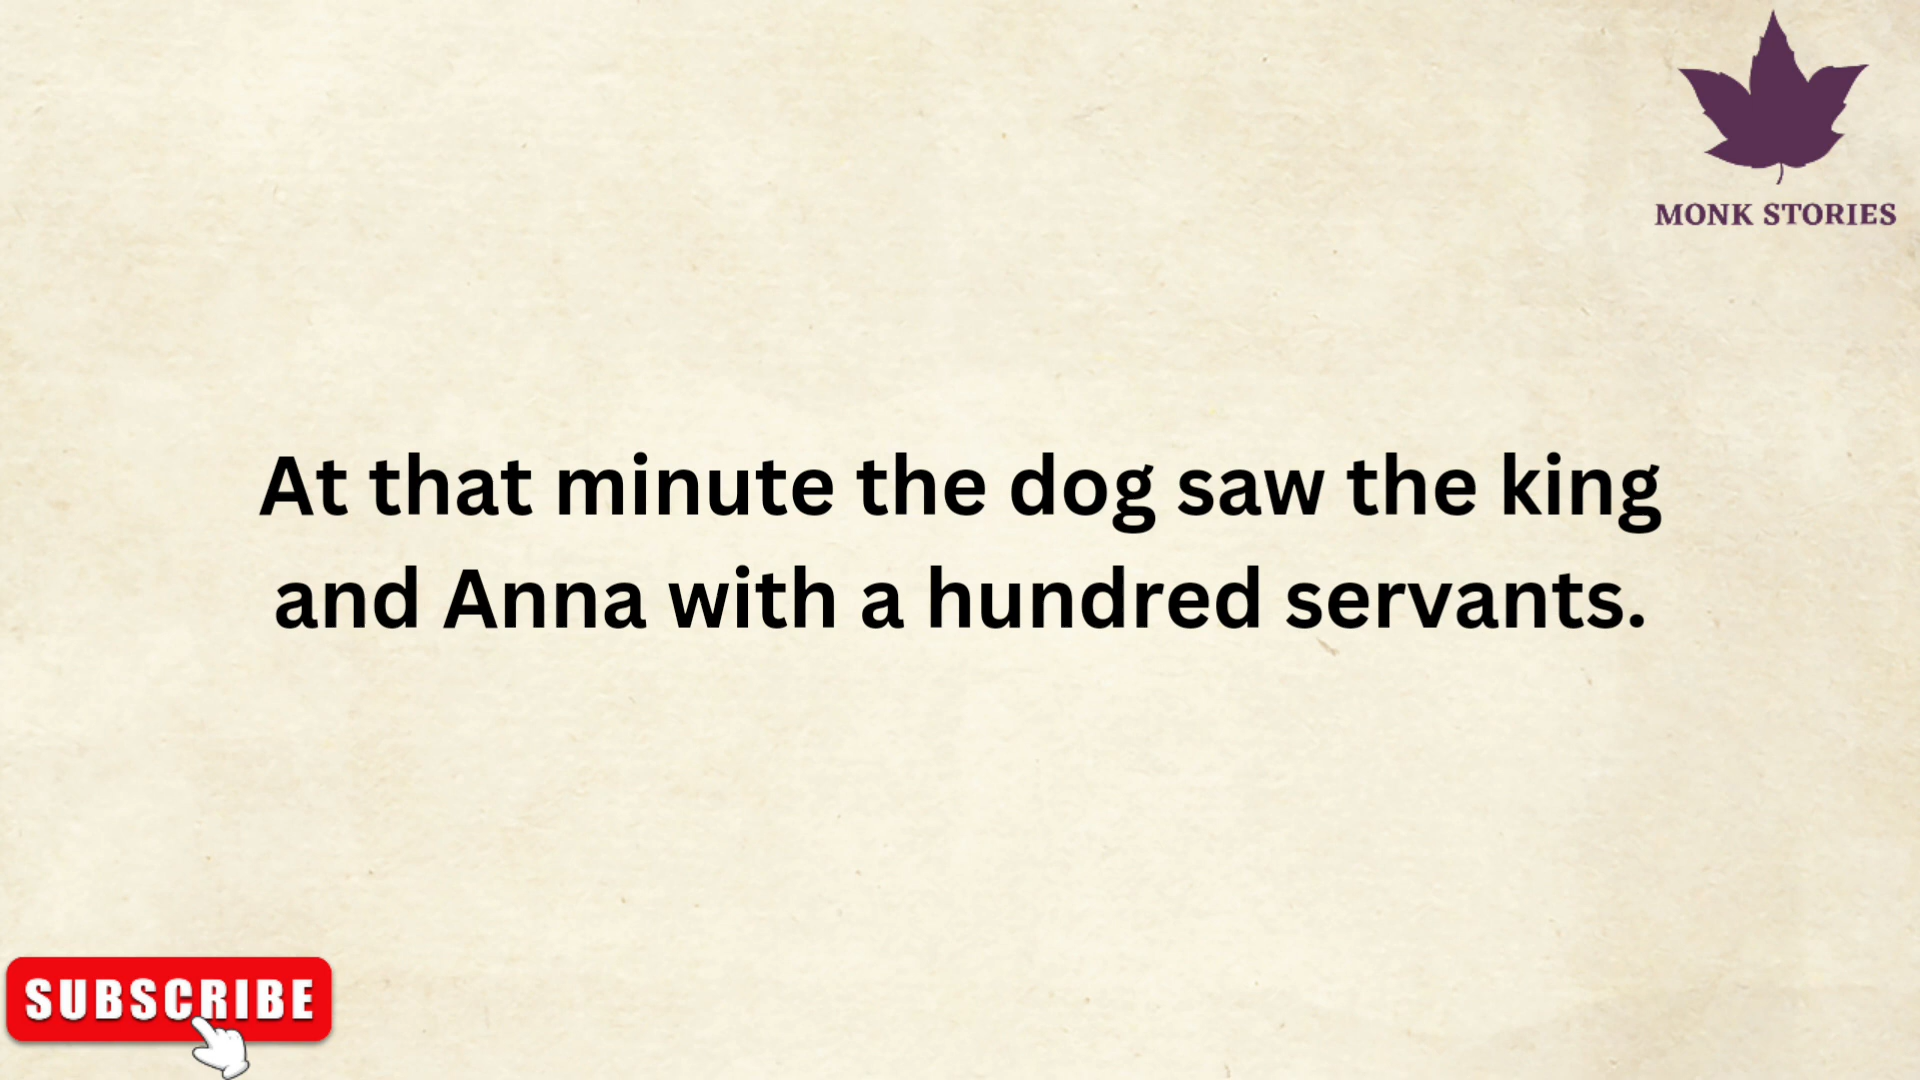 MONK STORIES
At that minute the dog saw the king
and Anna with a hundred servants.
SUBSCRIBE